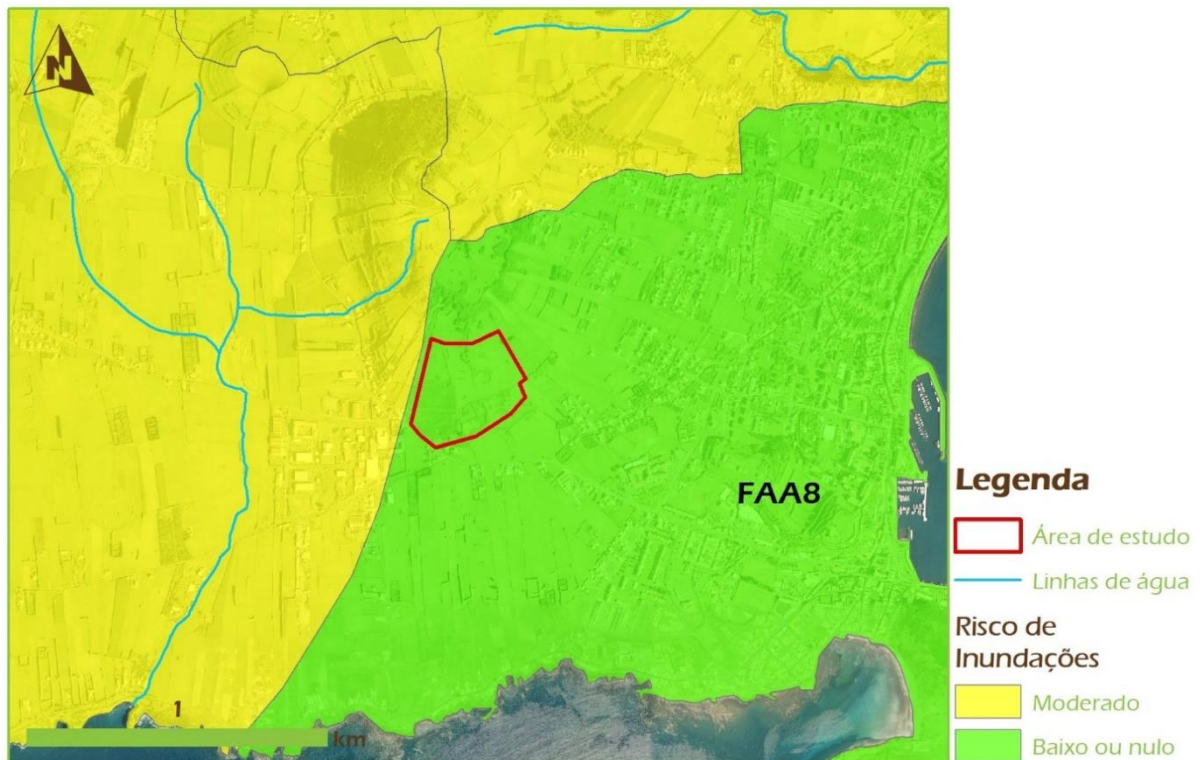 N
FAA8
1
km
Legenda
Área de estudo
Linhas de água
Risco de
Inundações
Moderado
Baixo ou nulo